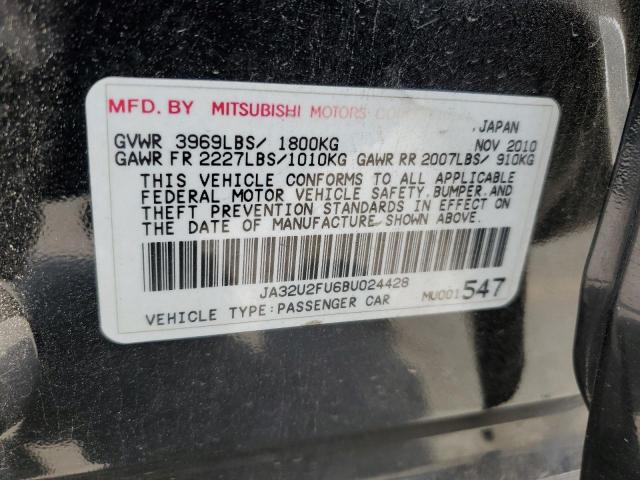 MFD. BY MITSUBISHI MOTORS
, JAPAN
GVWR 3969LBS/ 1800KG NOV 2010
GAWR FR 2227LBS/1010KG GAWR RR 2007LBS/ 910KG
THIS VEHICLE CONFORMS TO ALL APPLICABLE
FEDERAL MOTOR VEHICLE SAFETY, BUMPER, AND
THEFT PREVENTION STANDARDS IN EFFECT ON
THE DATE OF MANUFACTURE SHOWN ABOVE.
JA32U2FU6BU024428
VEHICLE TYPE:PASSENGER CAR MU001547